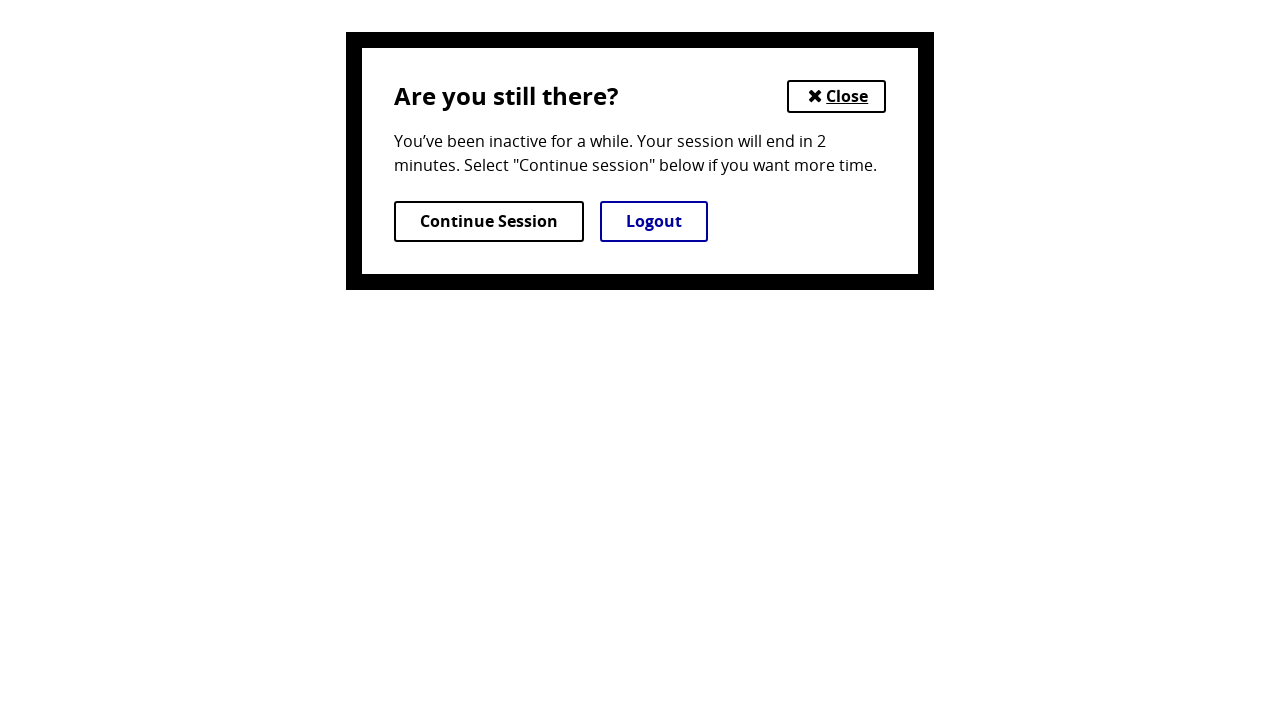 Are you still there?
✖ Close
You’ve been inactive for a while. Your session will end in 2
minutes. Select "Continue session" below if you want more time.
Continue Session
Logout